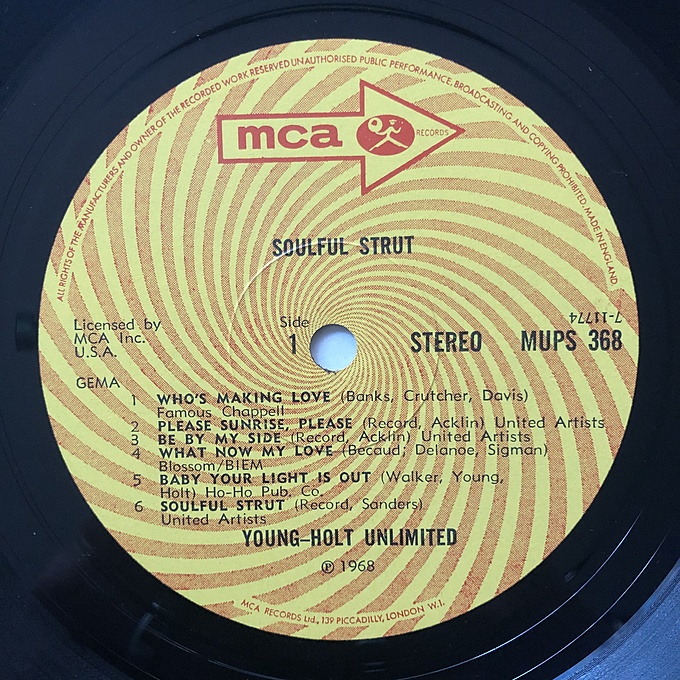 ALL RIGHTS OF THE MANUFACTURERS AND OWNER OF THE RECORDED WORK RESERVED UNAUTHORISED PUBLIC PERFORMANCE, BROADCASTING AND COPYING PROHIBITED. MADE IN ENGLAND
mca RECORDS
SOULFUL STRUT
Licensed by
MCA Inc.
U.S.A.
Side
1
7-11774
STEREO MUPS 368
GEMA
1 WHO'S MAKING LOVE (Banks, Crutcher, Davis)
Famous Chappell
2 PLEASE SUNRISE, PLEASE (Record, Acklin) United Artists
3 BE BY MY SIDE (Record, Acklin) United Artists
4 WHAT NOW MY LOVE (Becaud; Delanoe, Sigman)
Blossom/BIEM
5 BABY YOUR LIGHT IS OUT (Walker, Young,
Holt) Ho-Ho Pub. Co.
6 SOULFUL STRUT (Record, Sanders)
United Artists
YOUNG-HOLT UNLIMITED
℗ 1968
MCA RECORDS Ltd., 139 PICCADILLY, LONDON W.I.